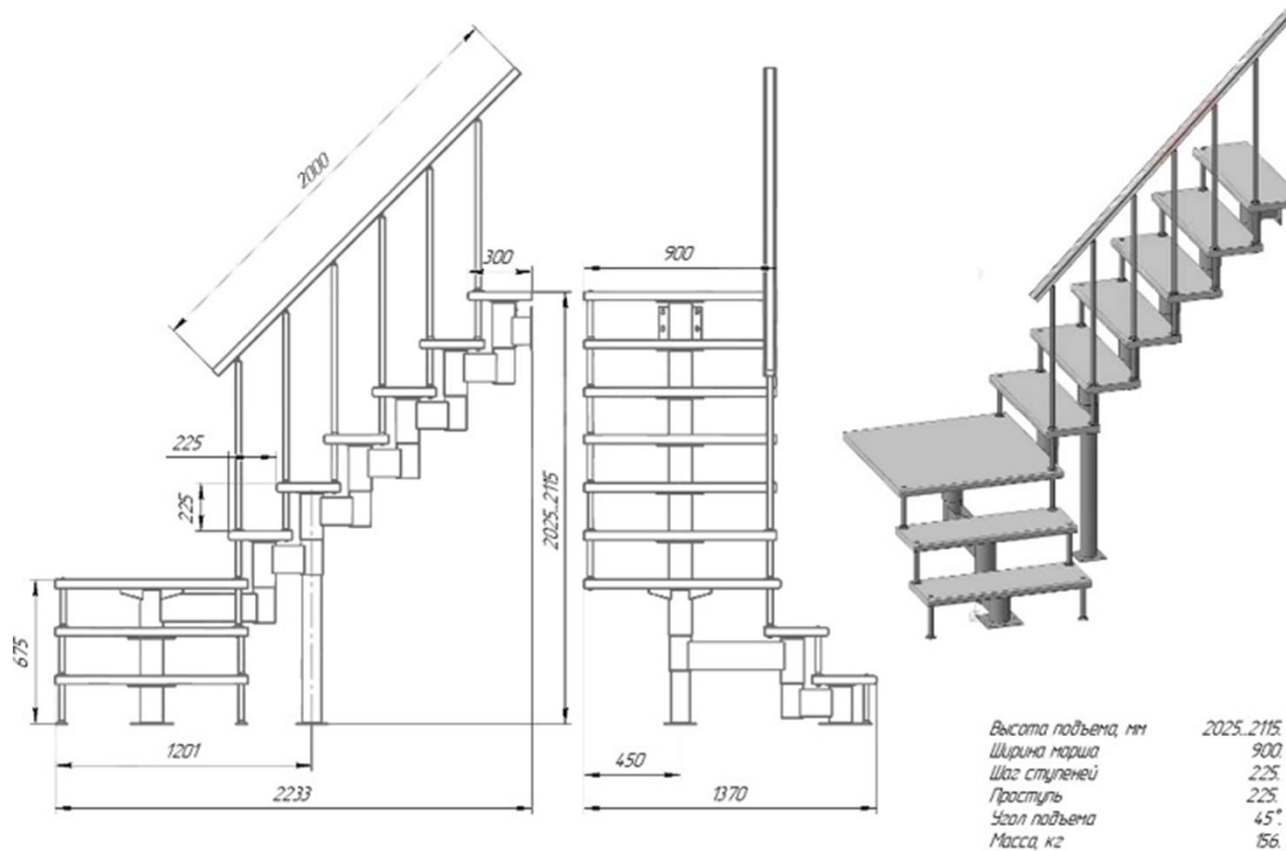 2000
300
900
225
225
2025..2115
675
1201
2233
450
1370
Высота подъема, мм 2025..2115.
Ширина марша 900.
Шаг ступеней 225.
Проступь 225.
Угол подъема 45°.
Масса, кг 156.